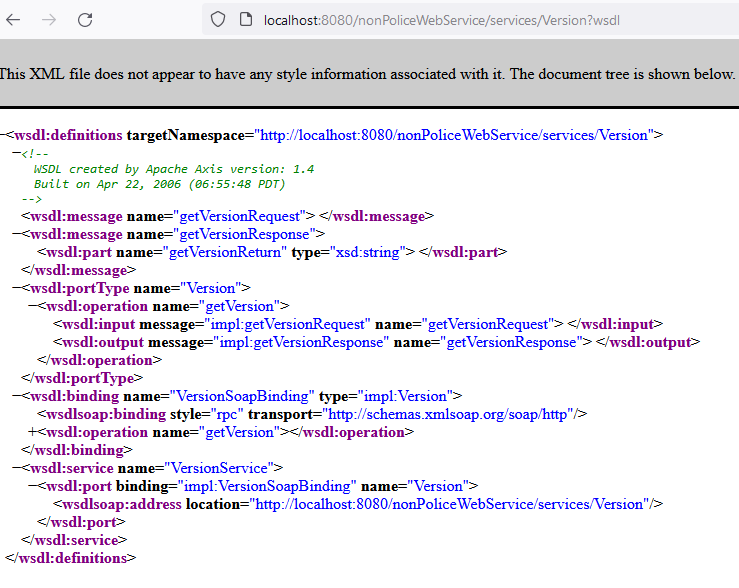 localhost:8080/nonPoliceWebService/services/Version?wsdl
This XML file does not appear to have any style information associated with it. The document tree is shown below.
−<wsdl:definitions targetNamespace="http://localhost:8080/nonPoliceWebService/services/Version">
−<!--
WSDL created by Apache Axis version: 1.4
Built on Apr 22, 2006 (06:55:48 PDT)
-->
<wsdl:message name="getVersionRequest"> </wsdl:message>
−<wsdl:message name="getVersionResponse">
<wsdl:part name="getVersionReturn" type="xsd:string"> </wsdl:part>
</wsdl:message>
−<wsdl:portType name="Version">
−<wsdl:operation name="getVersion">
<wsdl:input message="impl:getVersionRequest" name="getVersionRequest"> </wsdl:input>
<wsdl:output message="impl:getVersionResponse" name="getVersionResponse"> </wsdl:output>
</wsdl:operation>
</wsdl:portType>
−<wsdl:binding name="VersionSoapBinding" type="impl:Version">
<wsdlsoap:binding style="rpc" transport="http://schemas.xmlsoap.org/soap/http"/>
+<wsdl:operation name="getVersion"></wsdl:operation>
</wsdl:binding>
−<wsdl:service name="VersionService">
−<wsdl:port binding="impl:VersionSoapBinding" name="Version">
<wsdlsoap:address location="http://localhost:8080/nonPoliceWebService/services/Version"/>
</wsdl:port>
</wsdl:service>
</wsdl:definitions>